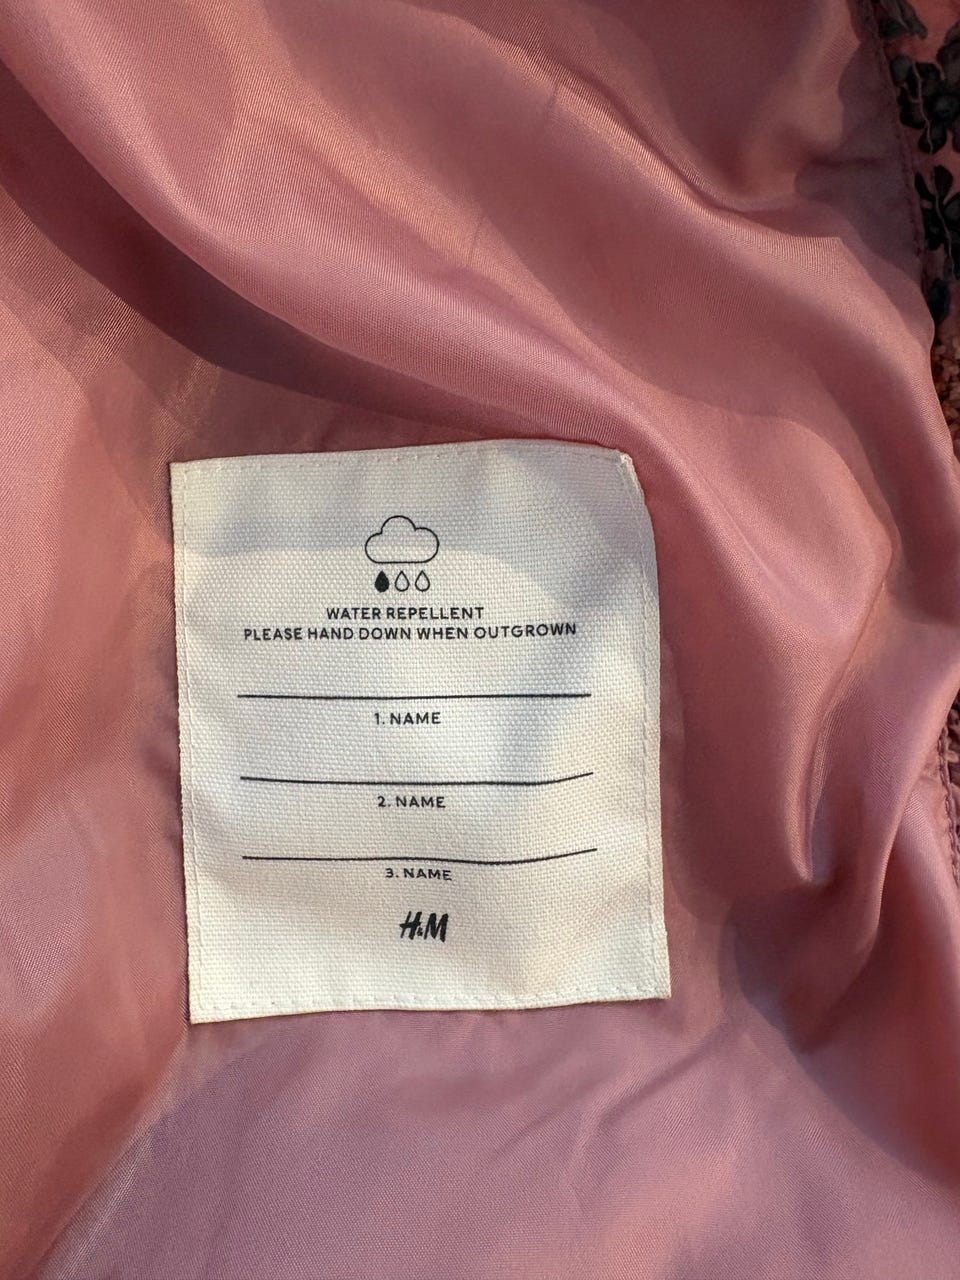 WATER REPELLENT
PLEASE HAND DOWN WHEN OUTGROWN
1. NAME
2. NAME
3. NAME
H&M